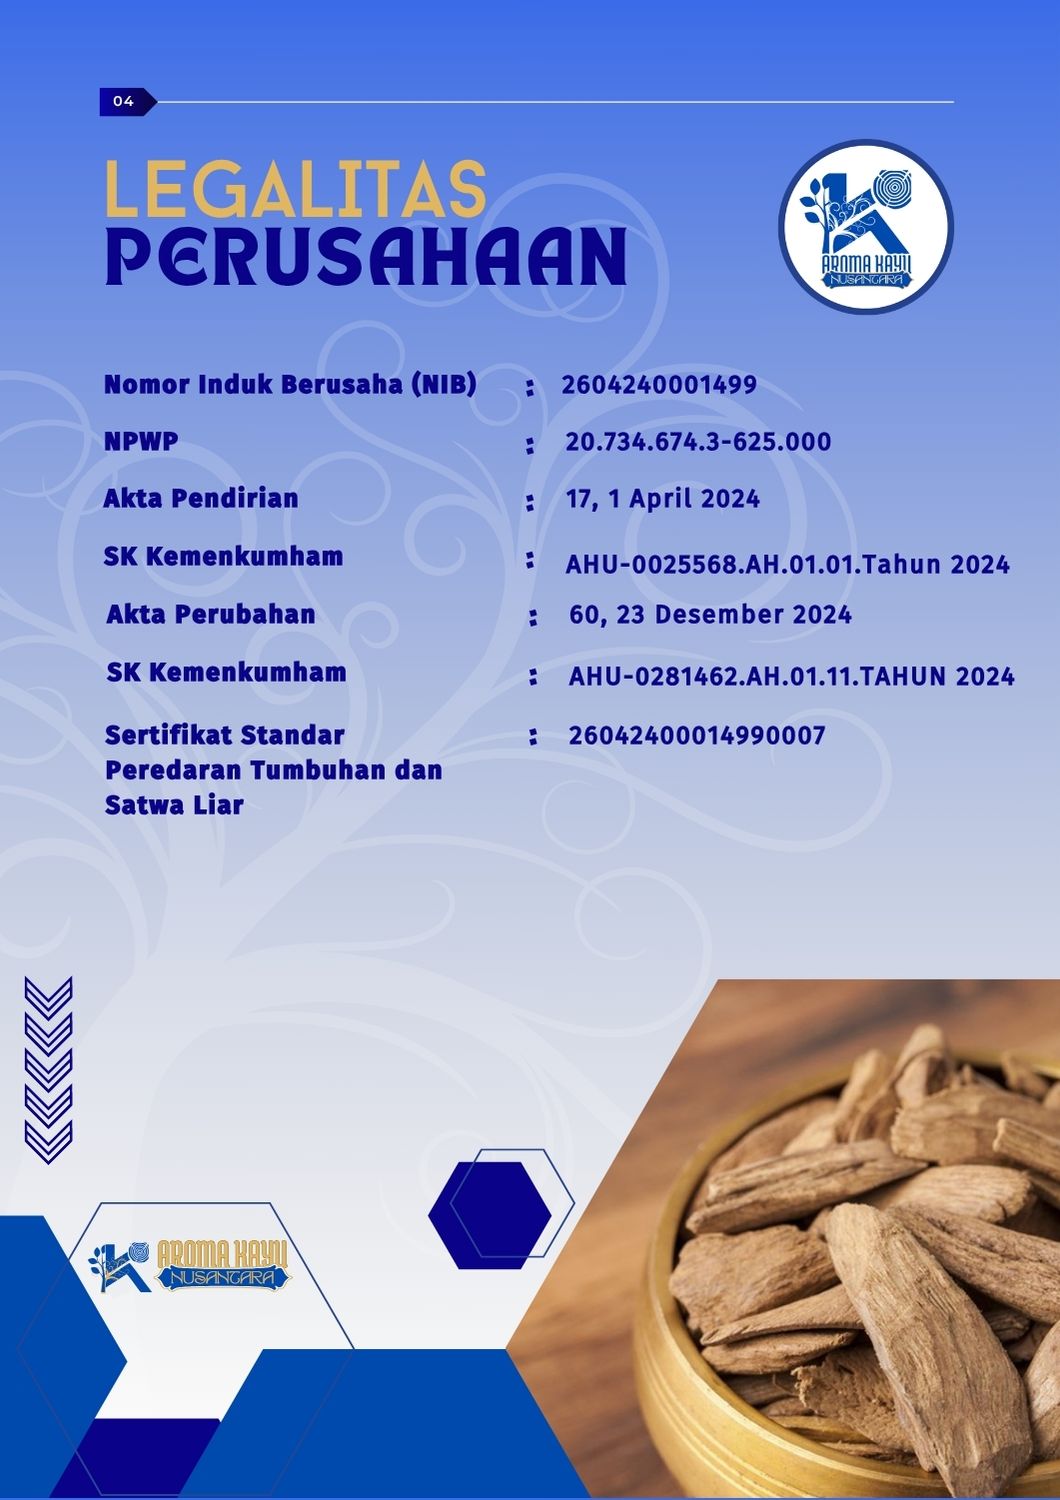 04
LEGALITAS
PERUSAHAAN
AROMA KAYU
NUSANTARA
Nomor Induk Berusaha (NIB) : 2604240001499
NPWP : 20.734.674.3-625.000
Akta Pendirian : 17, 1 April 2024
SK Kemenkumham : AHU-0025568.AH.01.01.Tahun 2024
Akta Perubahan : 60, 23 Desember 2024
SK Kemenkumham : AHU-0281462.AH.01.11.TAHUN 2024
Sertifikat Standar : 26042400014990007
Peredaran Tumbuhan dan
Satwa Liar
AROMA KAYU
NUSANTARA